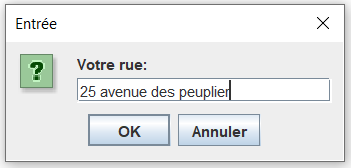 Entrée
?
Votre rue:
25 avenue des peuplier
OK
Annuler